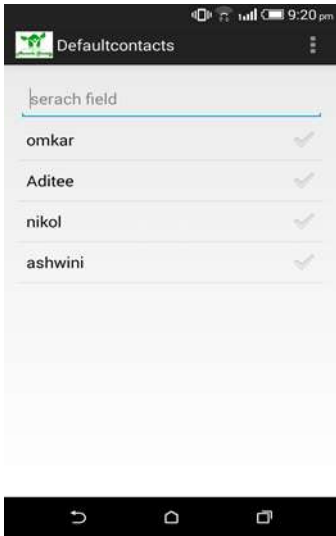 9:20 pm
Defaultcontacts
serach field
omkar
Aditee
nikol
ashwini